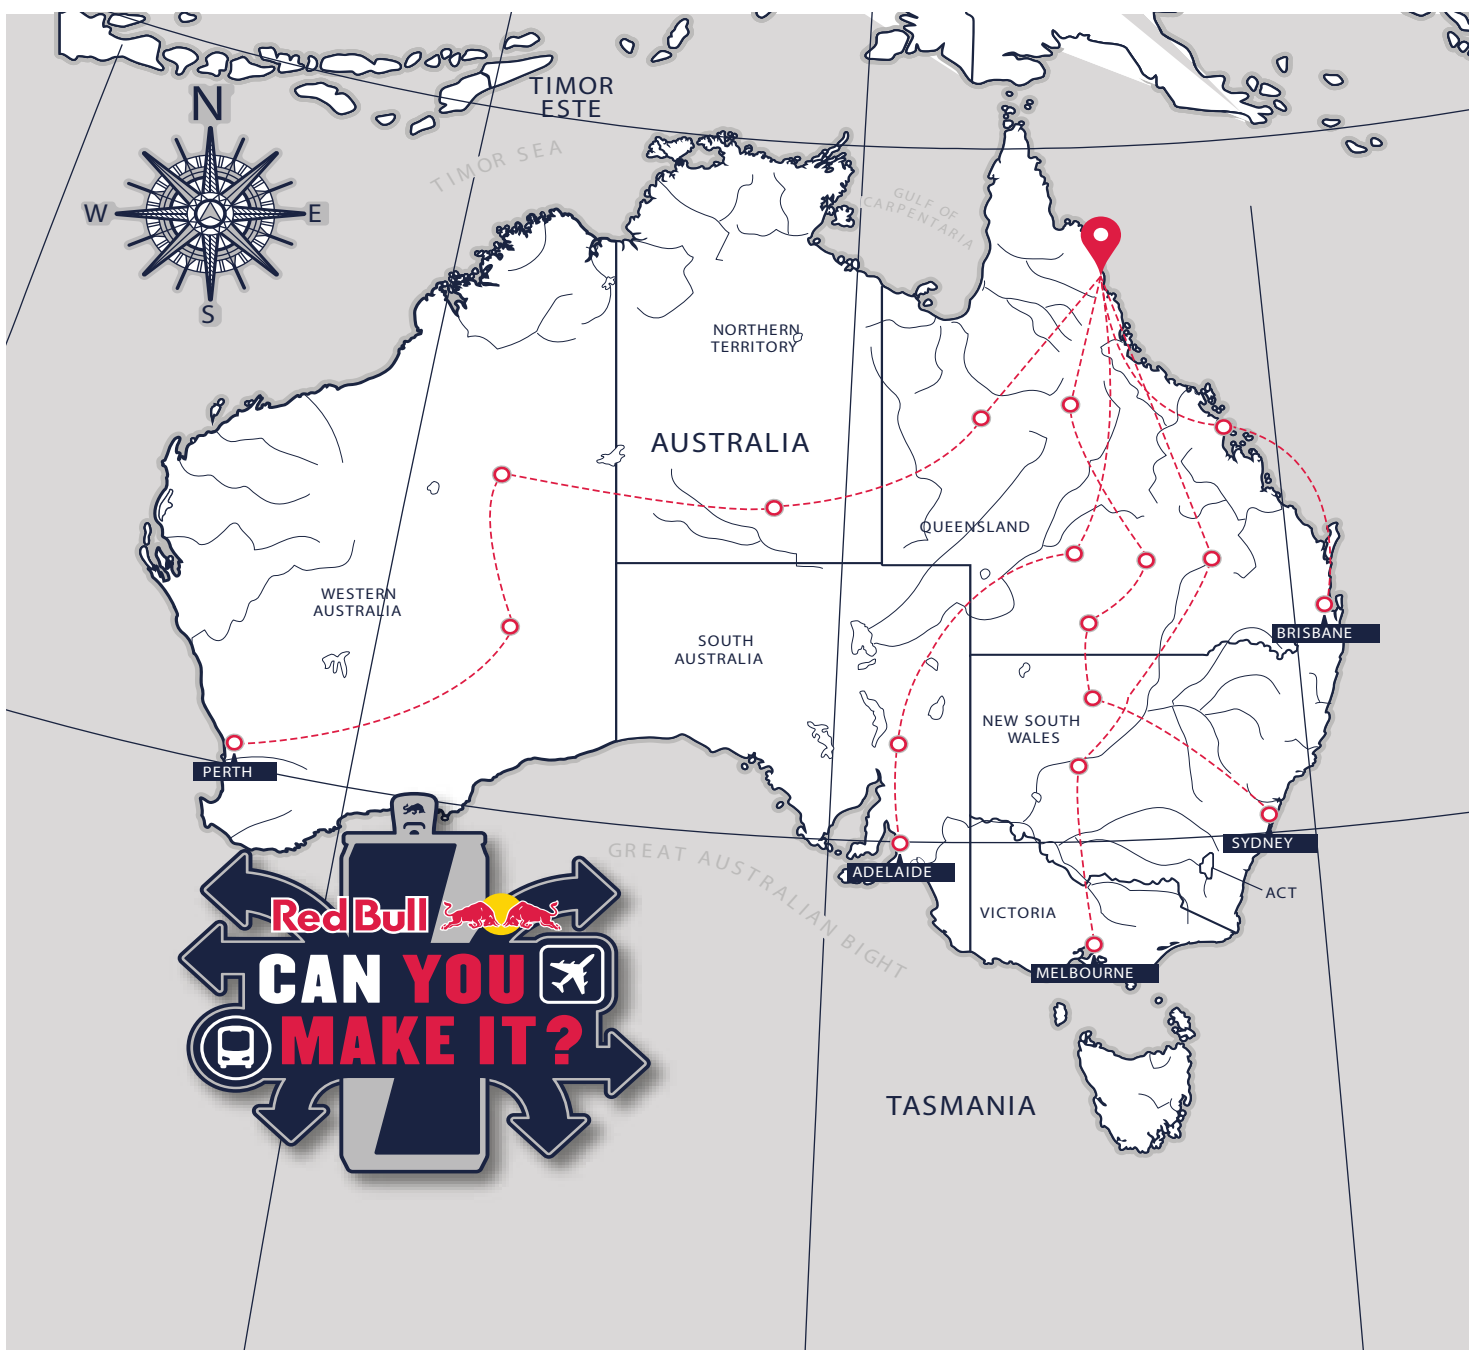 TIMOR
ESTE
N
W
E
S
TIMOR SEA
GULF OF
CARPENTARIA
NORTHERN
TERRITORY
AUSTRALIA
QUEENSLAND
WESTERN
AUSTRALIA
SOUTH
AUSTRALIA
BRISBANE
NEW SOUTH
WALES
PERTH
SYDNEY
ADELAIDE
ACT
VICTORIA
MELBOURNE
GREAT AUSTRALIAN BIGHT
Red Bull
CAN YOU
MAKE IT?
TASMANIA